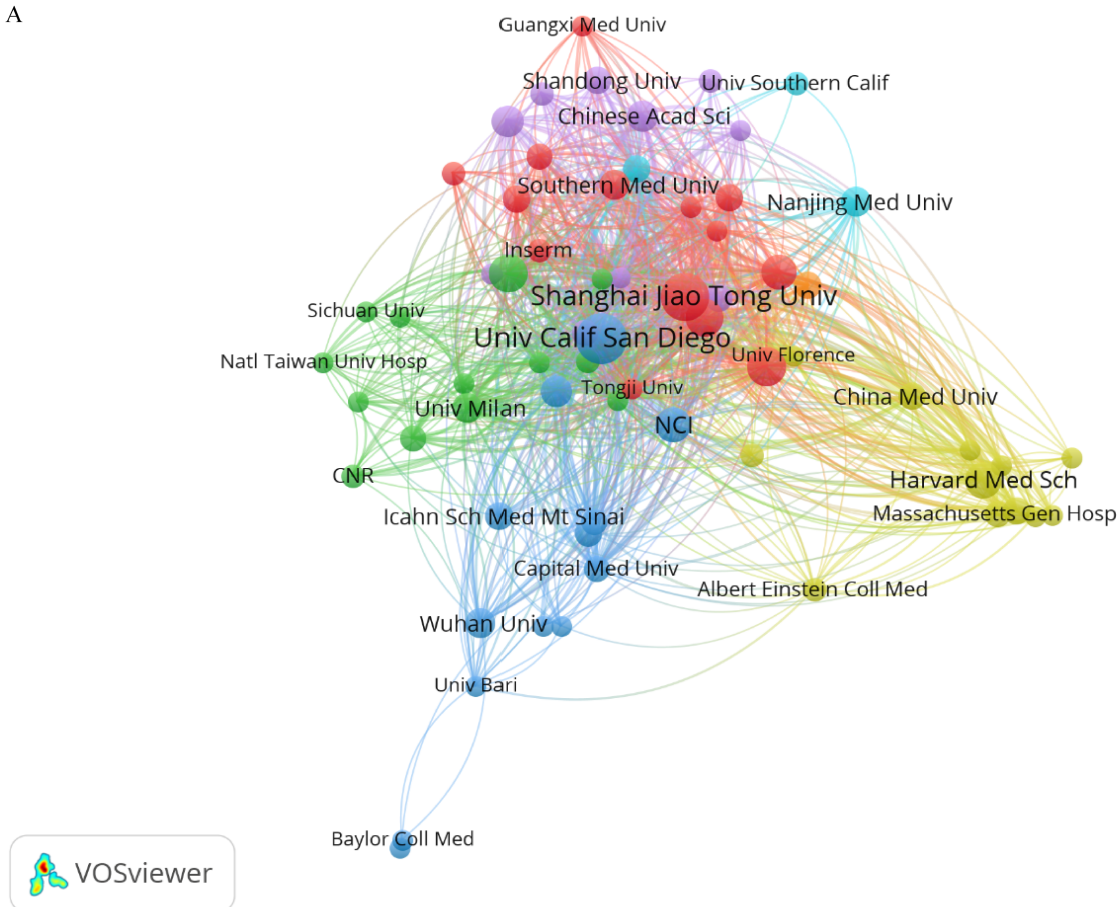 A
Guangxi Med Univ
Shandong Univ
Univ Southern Calif
Chinese Acad Sci
Southern Med Univ
Nanjing Med Univ
Inserm
Shanghai Jiao Tong Univ
Sichuan Univ
Univ Calif San Diego
Univ Florence
Natl Taiwan Univ Hosp
Tongji Univ
China Med Univ
Univ Milan
NCI
CNR
Harvard Med Sch
Icahn Sch Med Mt Sinai
Massachusetts Gen Hosp
Capital Med Univ
Albert Einstein Coll Med
Wuhan Univ
Univ Bari
Baylor Coll Med
VOSviewer